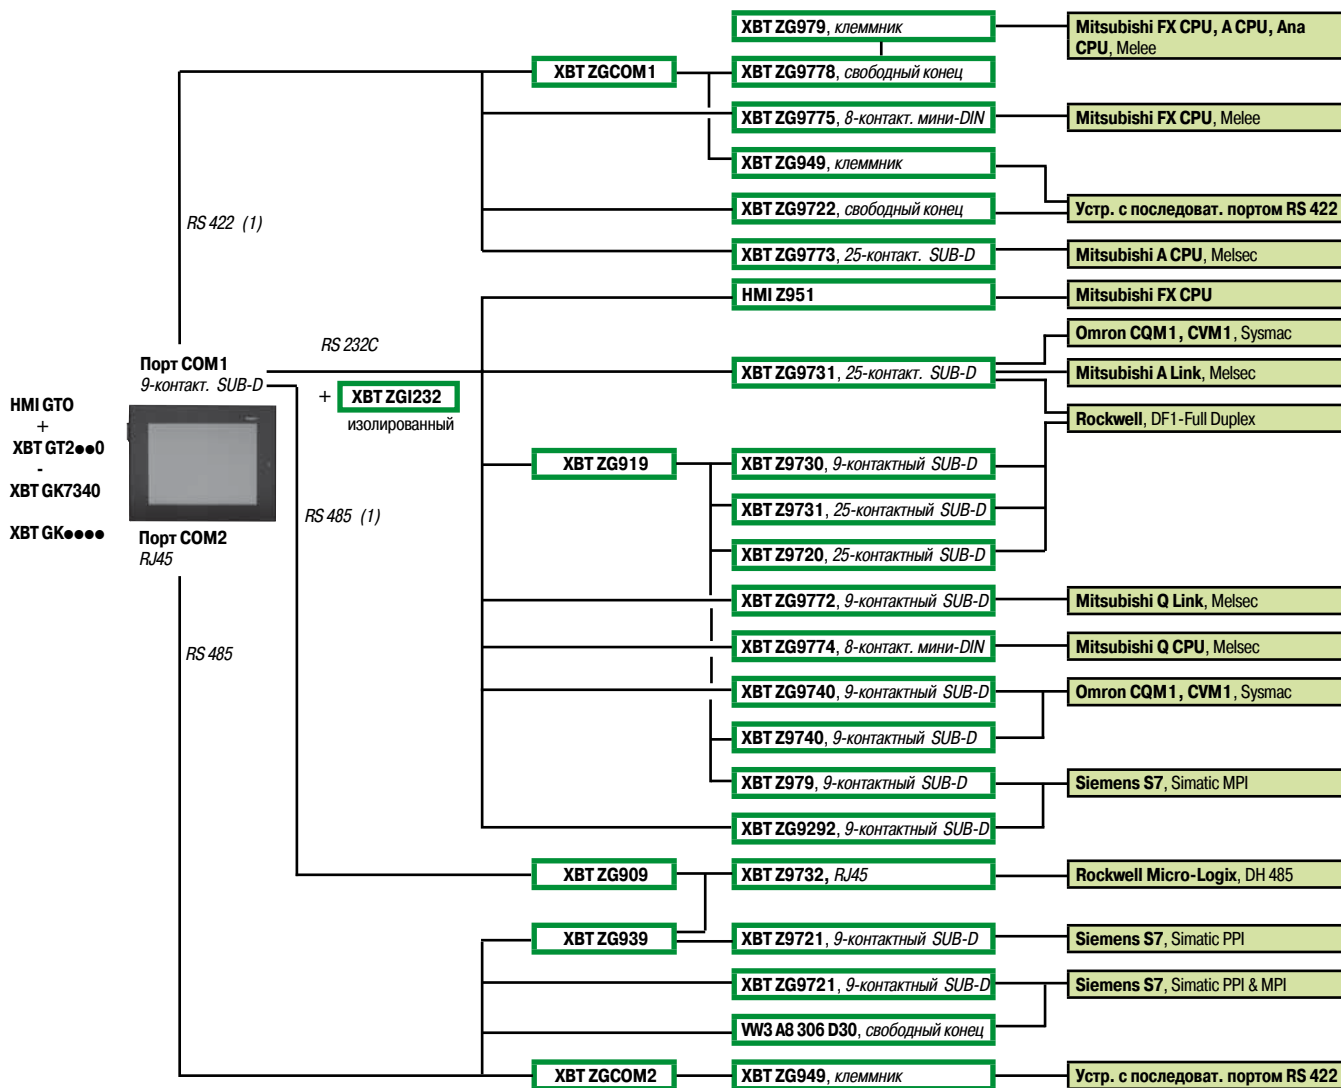 XBT ZG979, клеммник
Mitsubishi FX CPU, A CPU, Ana
CPU, Melee
XBT ZGCOM1
XBT ZG9778, свободный конец
XBT ZG9775, 8-контакт. мини-DIN
Mitsubishi FX CPU, Melee
XBT ZG949, клеммник
RS 422 (1)
XBT ZG9722, свободный конец
Устр. с последоват. портом RS 422
XBT ZG9773, 25-контакт. SUB-D
Mitsubishi A CPU, Melsec
HMI Z951
Mitsubishi FX CPU
RS 232C
Omron CQM1, CVM1, Sysmac
Порт COM1
9-контакт. SUB-D
XBT ZG9731, 25-контакт. SUB-D
Mitsubishi A Link, Melsec
+ XBT ZGI232
изолированный
Rockwell, DF1-Full Duplex
HMI GTO
+
XBT GT2●●0
-
XBT GK7340
XBT GK●●●●
XBT ZG919
XBT Z9730, 9-контактный SUB-D
RS 485 (1)
XBT Z9731, 25-контактный SUB-D
Порт COM2
RJ45
XBT Z9720, 25-контактный SUB-D
XBT ZG9772, 9-контактный SUB-D
Mitsubishi Q Link, Melsec
RS 485
XBT ZG9774, 8-контакт. мини-DIN
Mitsubishi Q CPU, Melsec
XBT ZG9740, 9-контактный SUB-D
Omron CQM1, CVM1, Sysmac
XBT Z9740, 9-контактный SUB-D
XBT Z979, 9-контактный SUB-D
Siemens S7, Simatic MPI
XBT ZG9292, 9-контактный SUB-D
XBT ZG909
XBT Z9732, RJ45
Rockwell Micro-Logix, DH 485
XBT ZG939
XBT Z9721, 9-контактный SUB-D
Siemens S7, Simatic PPI
XBT ZG9721, 9-контактный SUB-D
Siemens S7, Simatic PPI & MPI
VW3 A8 306 D30, свободный конец
XBT ZGCOM2
XBT ZG949, клеммник
Устр. с последоват. портом RS 422